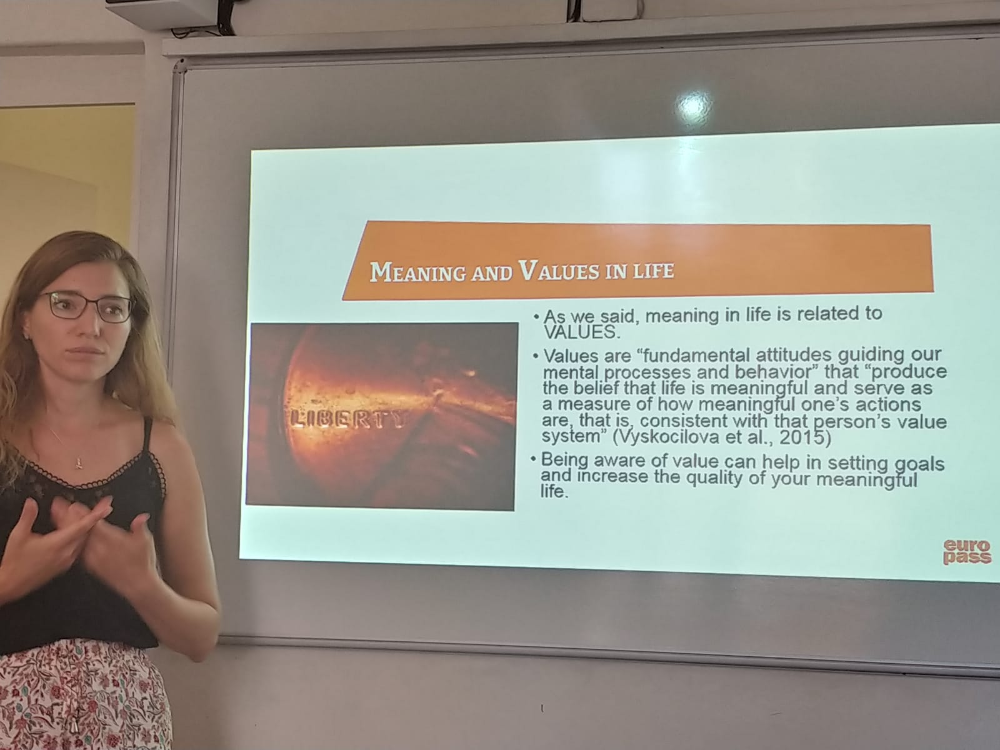 MEANING AND VALUES IN LIFE
LIBERTY
• As we said, meaning in life is related to
VALUES.
• Values are “fundamental attitudes guiding our
mental processes and behavior” that “produce
the belief that life is meaningful and serve as
a measure of how meaningful one’s actions
are, that is, consistent with that person’s value
system” (Vyskocilova et al., 2015)
• Being aware of value can help in setting goals
and increase the quality of your meaningful
life.
euro
pass